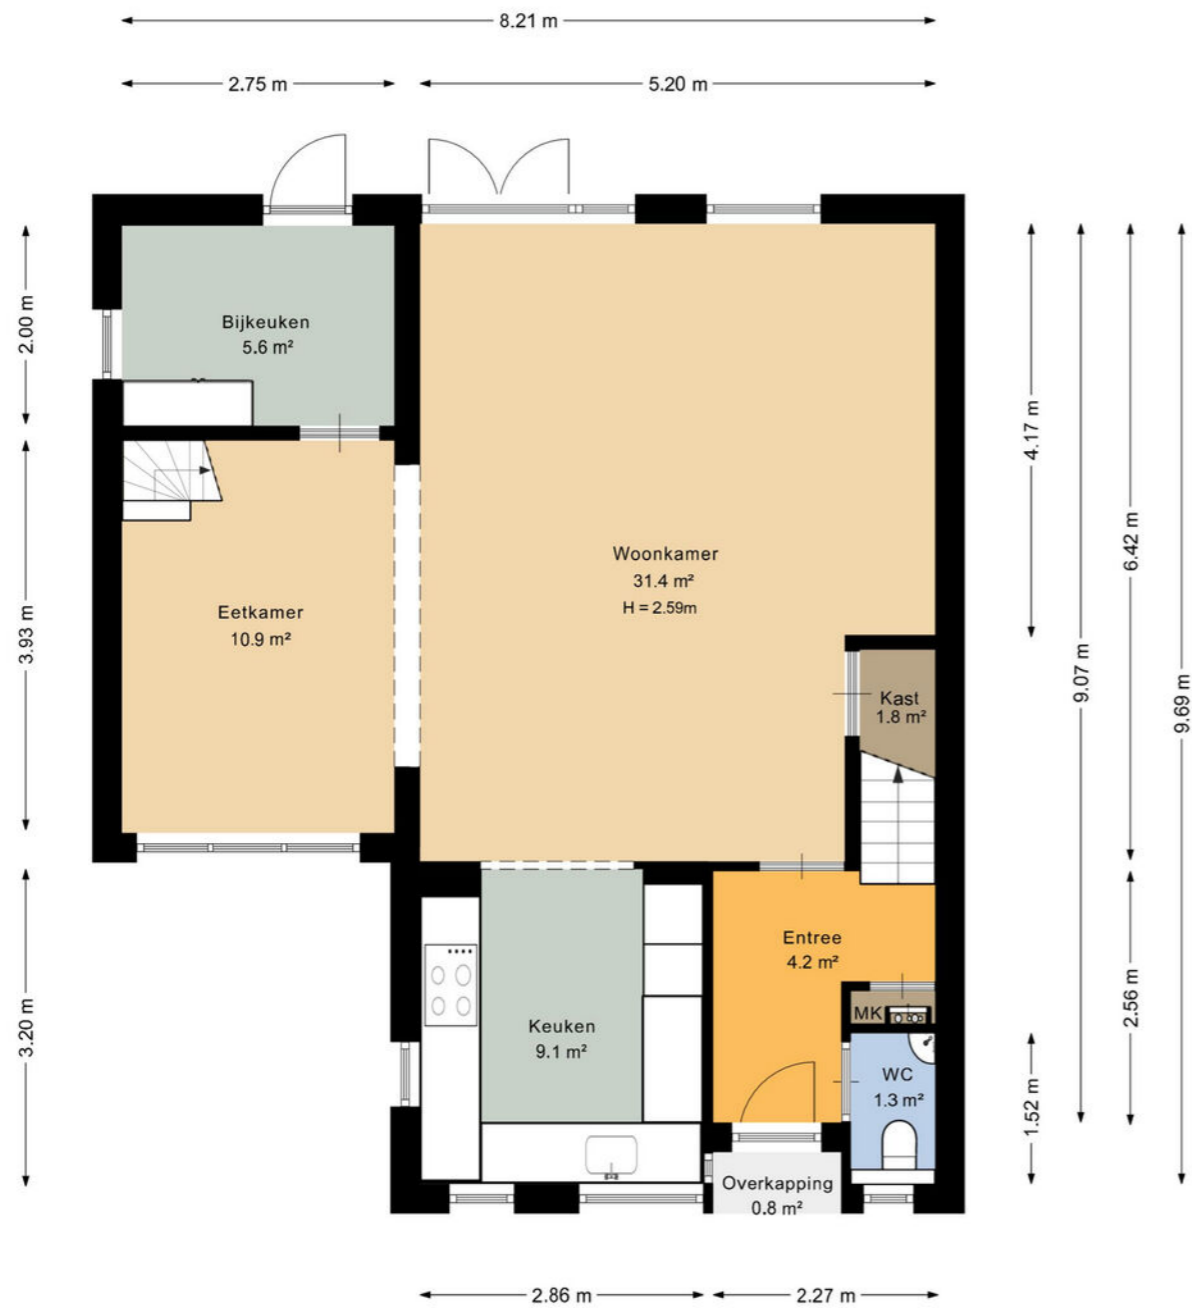 8.21 m
2.75 m
5.20 m
2.00 m
Bijkeuken
5.6 m²
4.17 m
6.42 m
Woonkamer
31.4 m²
H = 2.59m
3.93 m
Eetkamer
10.9 m²
9.07 m
9.69 m
Kast
1.8 m²
Entree
4.2 m²
2.56 m
MK
3.20 m
Keuken
9.1 m²
WC
1.3 m²
1.52 m
Overkapping
0.8 m²
2.86 m
2.27 m